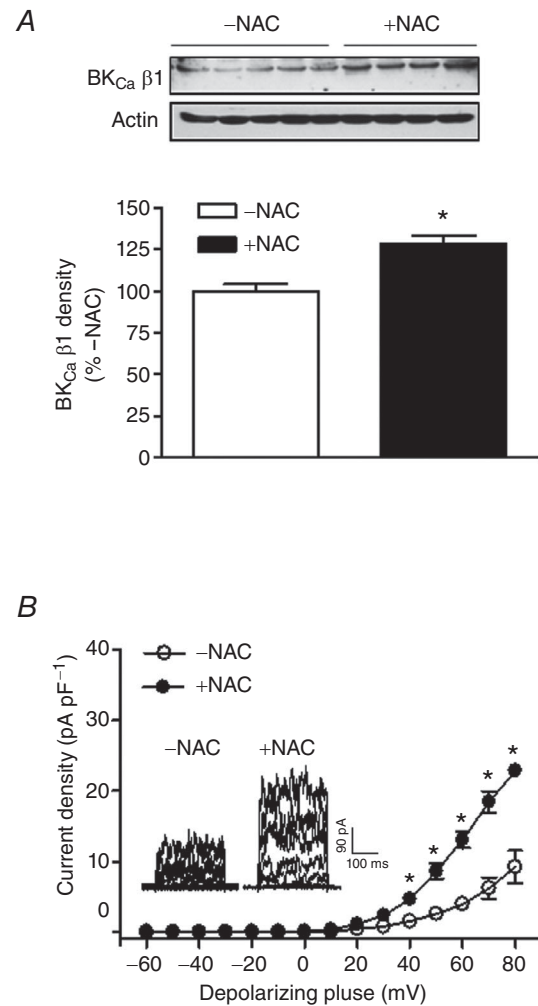 A
−NAC +NAC
BKCa β1
Actin
150
125
100
75
50
25
0
BKCa β1 density
(% −NAC)
−NAC
+NAC
*
B
40
30
20
10
0
Current density (pA pF−1)
−NAC
+NAC
−NAC +NAC
90 pA
100 ms
* * * * *
−60 −40 −20 0 20 40 60 80
Depolarizing pluse (mV)